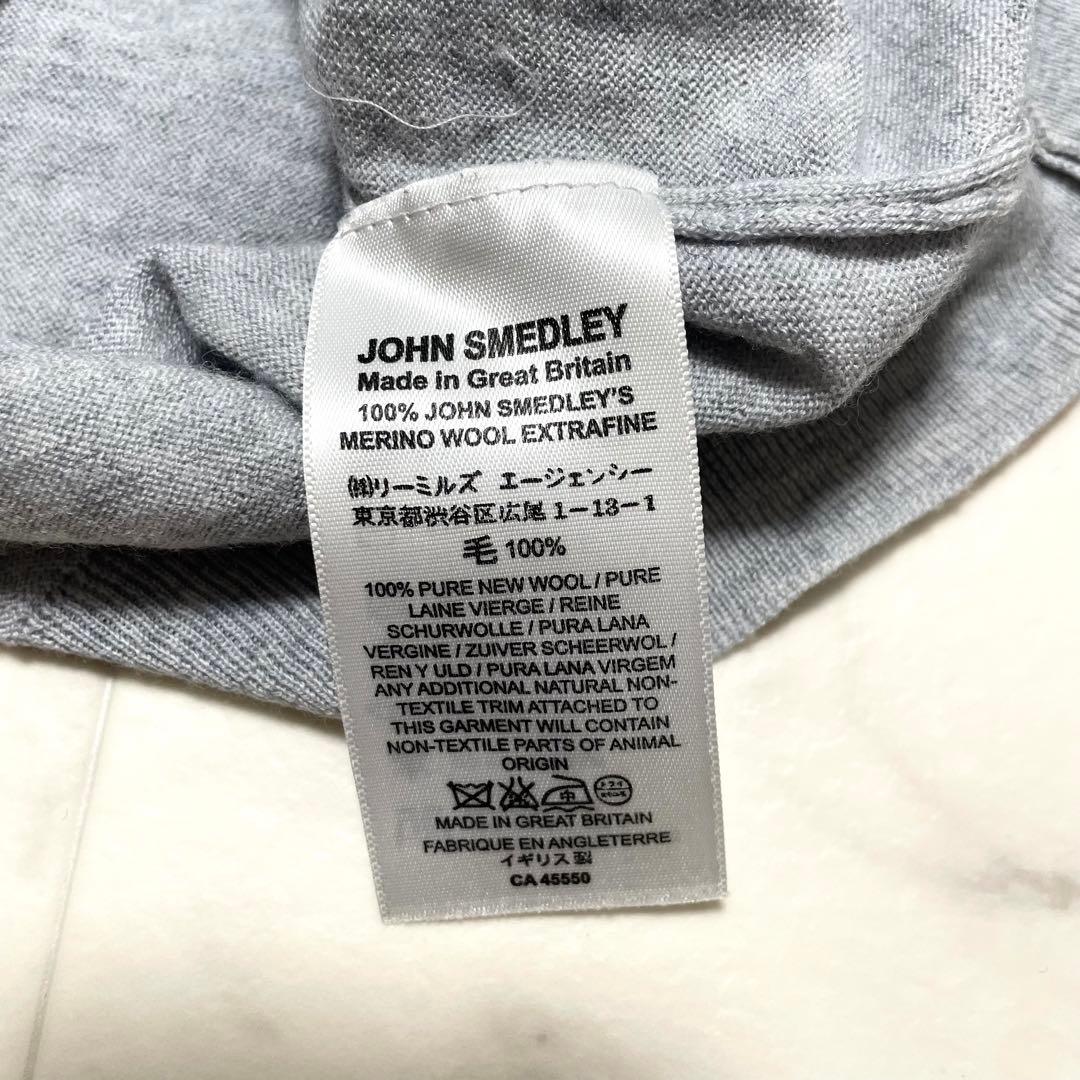 JOHN SMEDLEY
Made in Great Britain
100% JOHN SMEDLEY'S
MERINO WOOL EXTRAFINE
㈱リーミルズ エージェンシー
東京都渋谷区広尾1-13-1
毛 100%
100% PURE NEW WOOL / PURE
LAINE VIERGE / REINE
SCHURWOLLE / PURA LANA
VERGINE / ZUIVER SCHEERWOL /
REN Y ULD / PURA LANA VIRGEM
ANY ADDITIONAL NATURAL NON-
TEXTILE TRIM ATTACHED TO
THIS GARMENT WILL CONTAIN
NON-TEXTILE PARTS OF ANIMAL
ORIGIN
中 ドライ
MADE IN GREAT BRITAIN
FABRIQUE EN ANGLETERRE
イギリス製
CA 45550